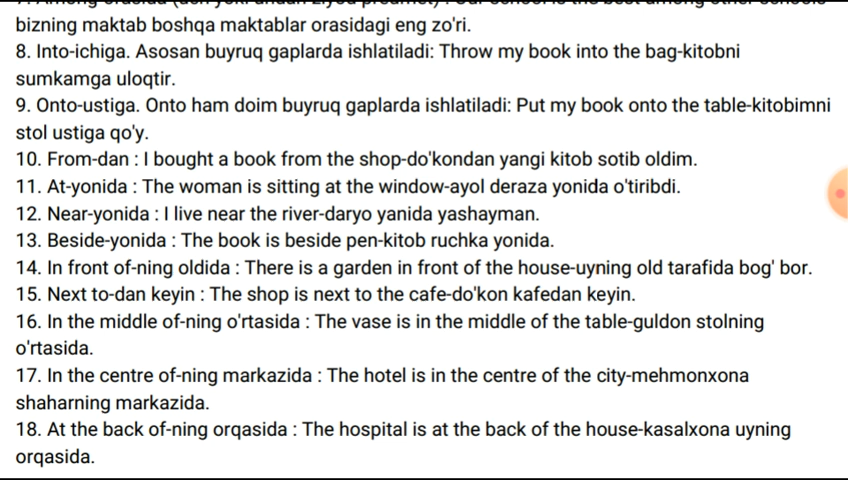 bizning maktab boshqa maktablar orasidagi eng zo'ri.
8. Into-ichiga. Asosan buyruq gaplarda ishlatiladi: Throw my book into the bag-kitobni
sumkamga uloqtir.
9. Onto-ustiga. Onto ham doim buyruq gaplarda ishlatiladi: Put my book onto the table-kitobimni
stol ustiga qo'y.
10. From-dan : I bought a book from the shop-do'kondan yangi kitob sotib oldim.
11. At-yonida : The woman is sitting at the window-ayol deraza yonida o'tiribdi.
12. Near-yonida : I live near the river-daryo yanida yashayman.
13. Beside-yonida : The book is beside pen-kitob ruchka yonida.
14. In front of-ning oldida : There is a garden in front of the house-uyning old tarafida bog' bor.
15. Next to-dan keyin : The shop is next to the cafe-do'kon kafedan keyin.
16. In the middle of-ning o'rtasida : The vase is in the middle of the table-guldon stolning
o'rtasida.
17. In the centre of-ning markazida : The hotel is in the centre of the city-mehmonxona
shaharning markazida.
18. At the back of-ning orqasida : The hospital is at the back of the house-kasalxona uyning
orqasida.